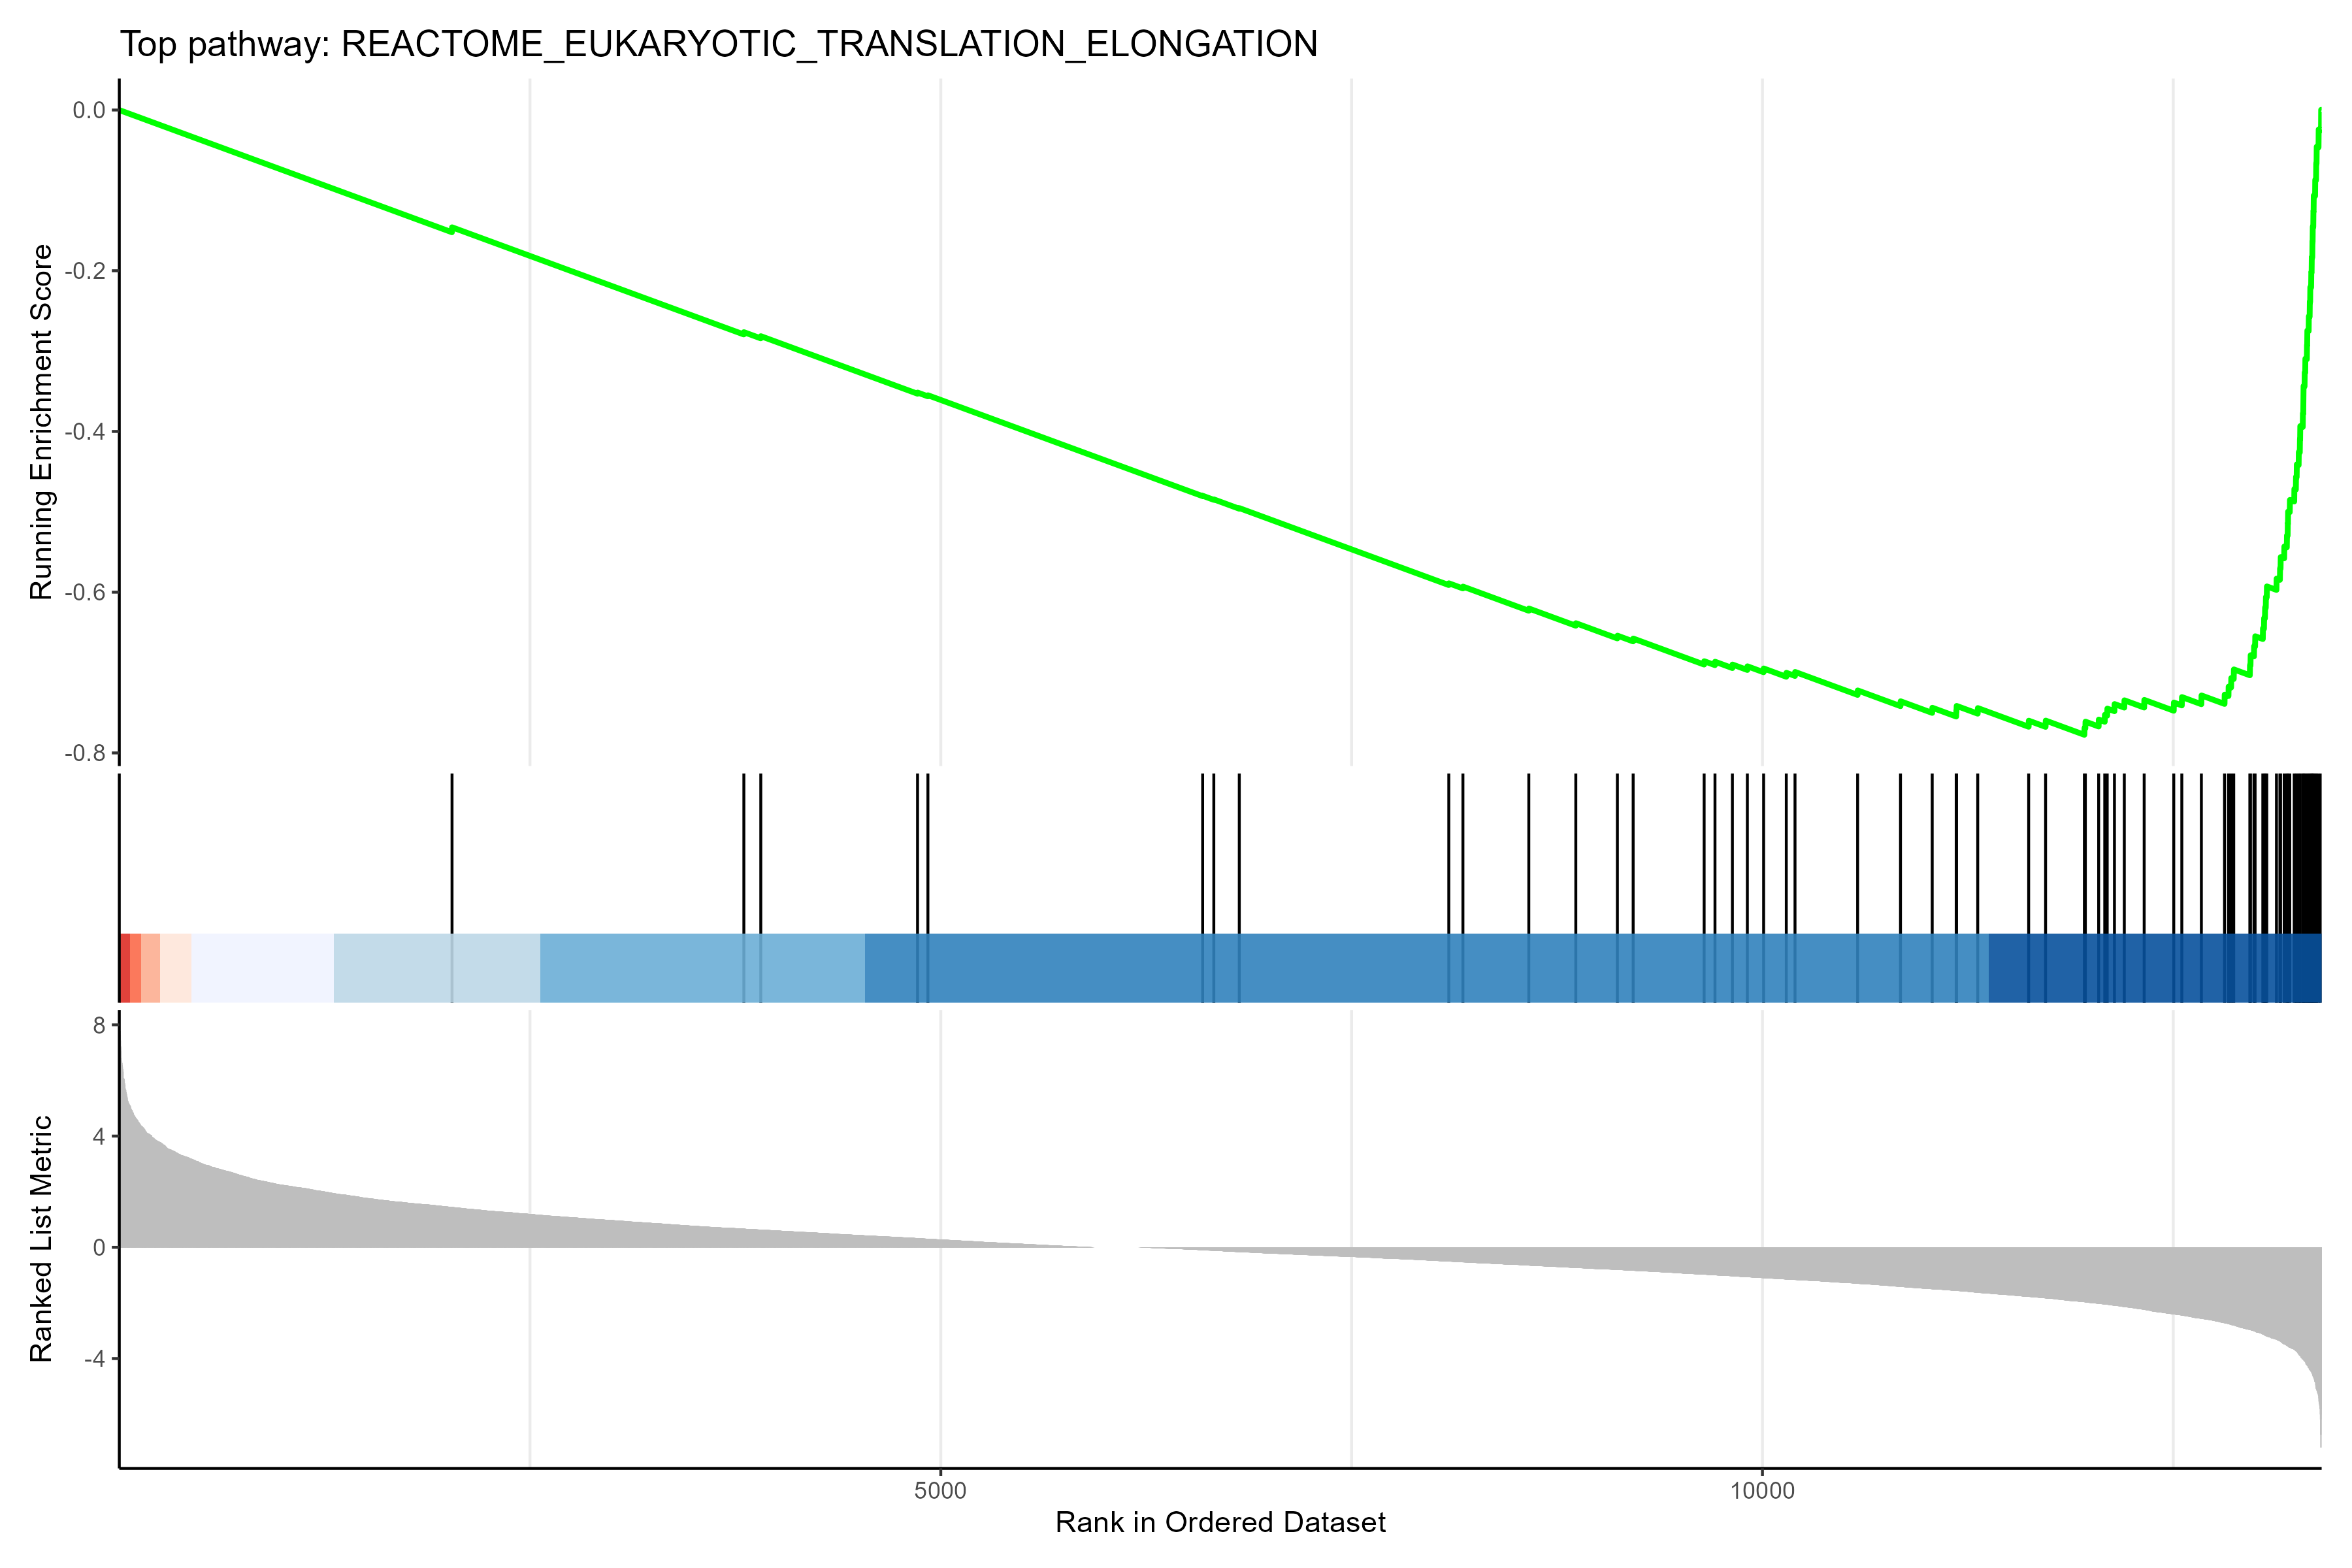 Top pathway: REACTOME_EUKARYOTIC_TRANSLATION_ELONGATION
Running Enrichment Score
0.0
-0.2
-0.4
-0.6
-0.8
Ranked List Metric
8
4
0
-4
5000 10000
Rank in Ordered Dataset